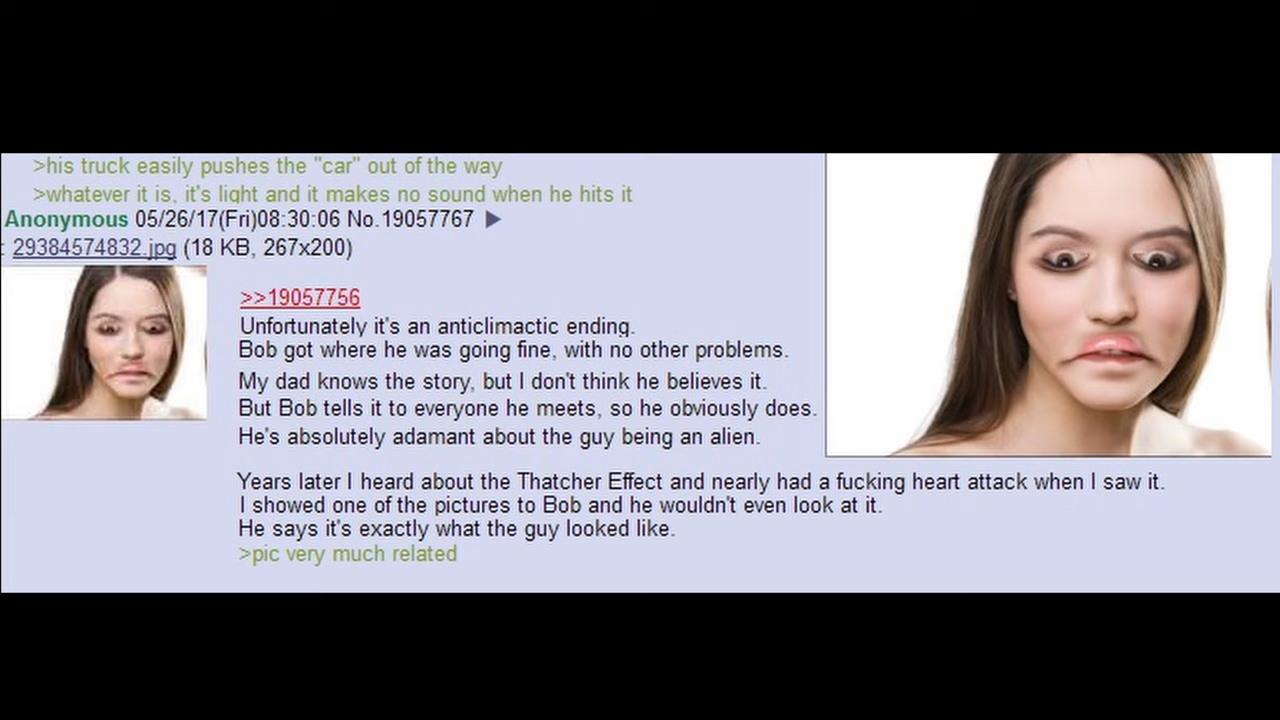 >his truck easily pushes the "car" out of the way
>whatever it is, it's light and it makes no sound when he hits it
Anonymous 05/26/17(Fri)08:30:06 No.19057767 ▶
: 29384574832.jpg (18 KB, 267x200)
>>19057756
Unfortunately it's an anticlimactic ending.
Bob got where he was going fine, with no other problems.
My dad knows the story, but I don't think he believes it.
But Bob tells it to everyone he meets, so he obviously does.
He's absolutely adamant about the guy being an alien.
Years later I heard about the Thatcher Effect and nearly had a fucking heart attack when I saw it.
I showed one of the pictures to Bob and he wouldn't even look at it.
He says it's exactly what the guy looked like.
>pic very much related